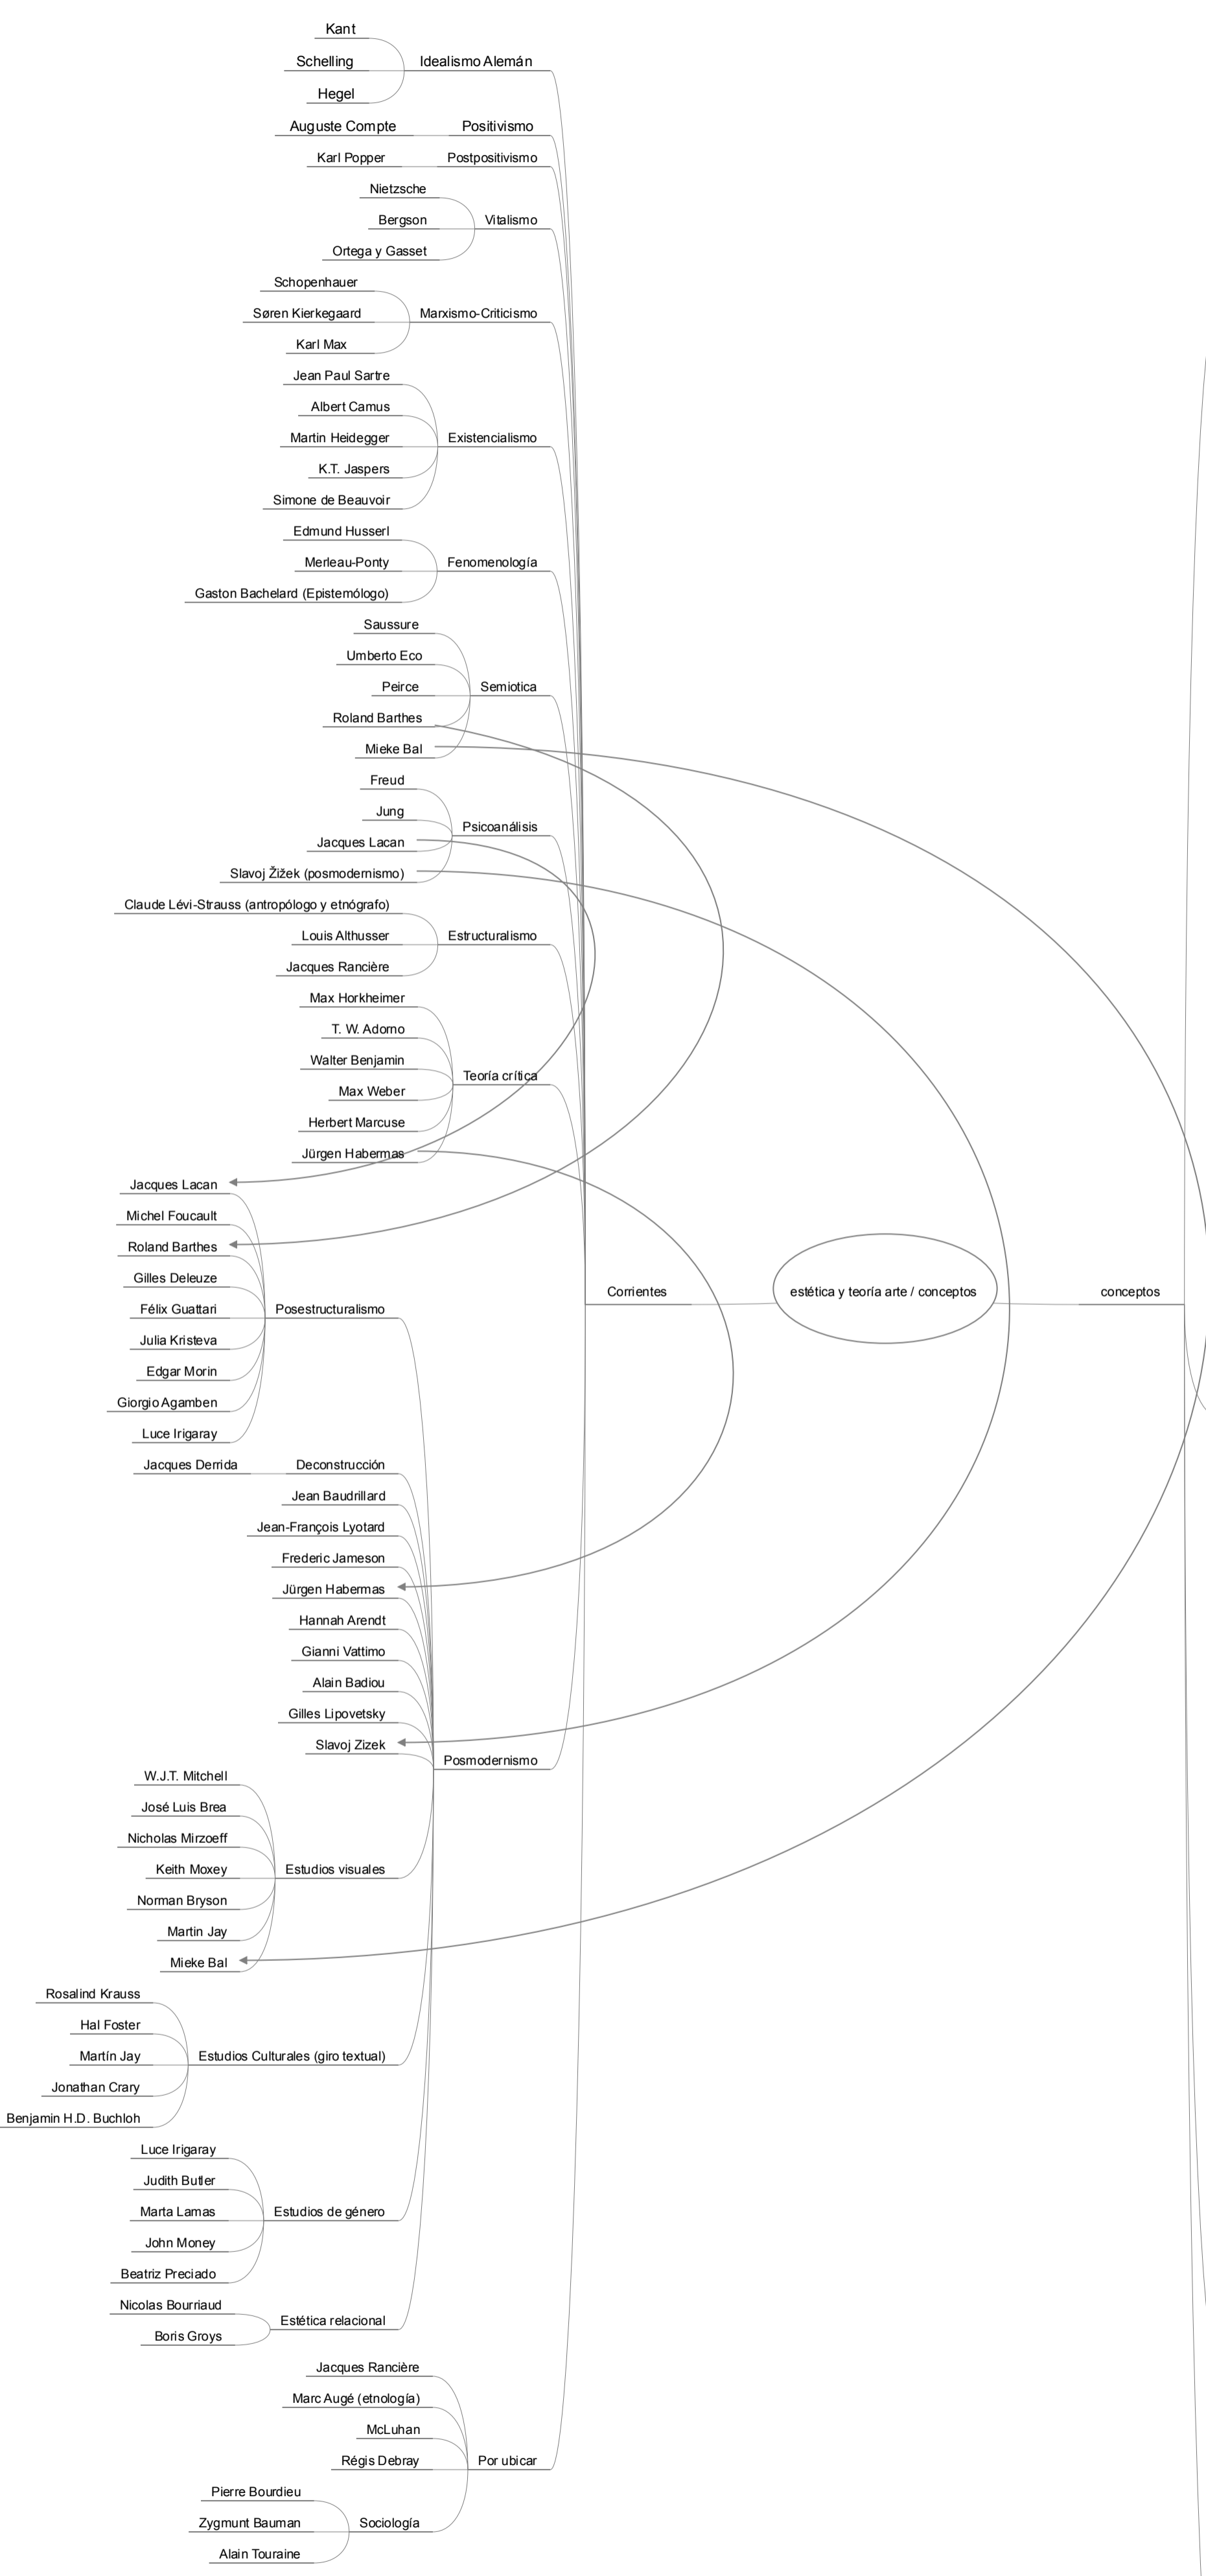 Kant
Schelling
Idealismo Alemán
Hegel
Auguste Compte
Positivismo
Karl Popper
Postpositivismo
Nietzsche
Bergson
Vitalismo
Ortega y Gasset
Schopenhauer
Søren Kierkegaard
Marxismo-Criticismo
Karl Max
Jean Paul Sartre
Albert Camus
Martin Heidegger
Existencialismo
K.T. Jaspers
Simone de Beauvoir
Edmund Husserl
Merleau-Ponty
Fenomenología
Gaston Bachelard (Epistemólogo)
Saussure
Umberto Eco
Peirce
Semiotica
Roland Barthes
Mieke Bal
Freud
Jung
Psicoanálisis
Jacques Lacan
Slavoj Žižek (posmodernismo)
Claude Lévi-Strauss (antropólogo y etnógrafo)
Louis Althusser
Estructuralismo
Jacques Rancière
Max Horkheimer
T. W. Adorno
Walter Benjamin
Teoría crítica
Max Weber
Herbert Marcuse
Jürgen Habermas
Jacques Lacan
Michel Foucault
Roland Barthes
Gilles Deleuze
Félix Guattari
Posestructuralismo
Julia Kristeva
Edgar Morin
Giorgio Agamben
Luce Irigaray
Corrientes
estética y teoría arte / conceptos
conceptos
Jacques Derrida
Deconstrucción
Jean Baudrillard
Jean-François Lyotard
Frederic Jameson
Jürgen Habermas
Hannah Arendt
Gianni Vattimo
Alain Badiou
Gilles Lipovetsky
Slavoj Zizek
Posmodernismo
W.J.T. Mitchell
José Luis Brea
Nicholas Mirzoeff
Keith Moxey
Estudios visuales
Norman Bryson
Martin Jay
Mieke Bal
Rosalind Krauss
Hal Foster
Martín Jay
Estudios Culturales (giro textual)
Jonathan Crary
Benjamin H.D. Buchloh
Luce Irigaray
Judith Butler
Marta Lamas
Estudios de género
John Money
Beatriz Preciado
Nicolas Bourriaud
Estética relacional
Boris Groys
Jacques Rancière
Marc Augé (etnología)
McLuhan
Régis Debray
Por ubicar
Pierre Bourdieu
Zygmunt Bauman
Sociología
Alain Touraine